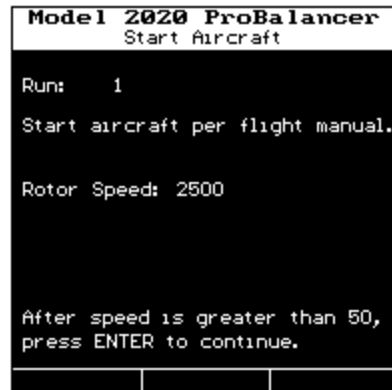 Model 2020 ProBalancer
Start Aircraft
Run: 1
Start aircraft per flight manual.
Rotor Speed: 2500
After speed is greater than 50,
press ENTER to continue.